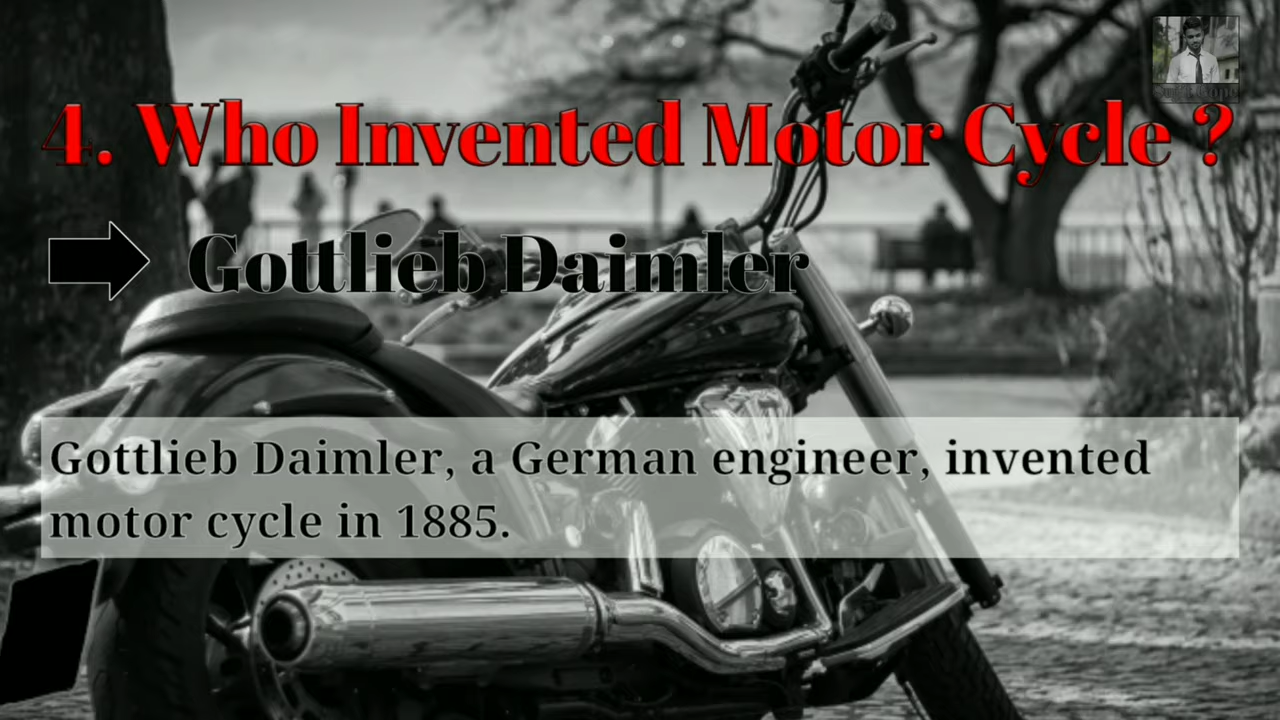 4. Who Invented Motor Cycle ?
Gottlieb Daimler
Gottlieb Daimler, a German engineer, invented
motor cycle in 1885.